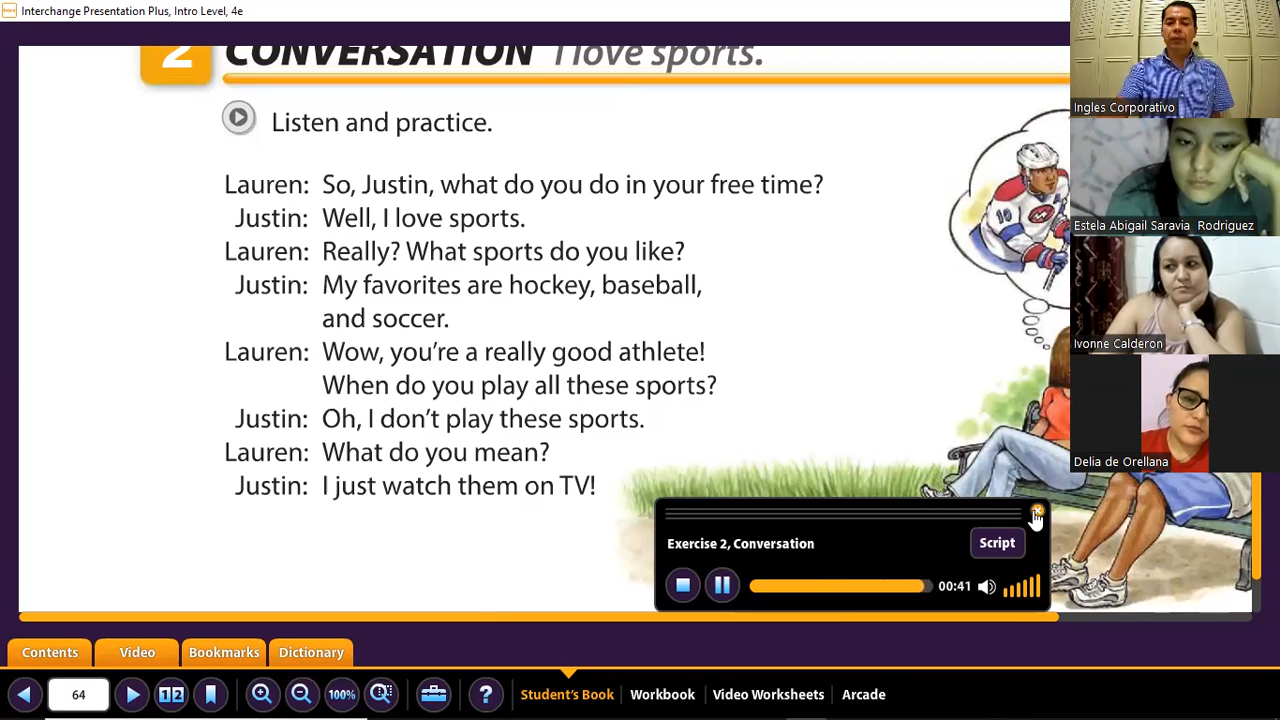 Interchange Presentation Plus, Intro Level, 4e
2 CONVERSATION I love sports.
Listen and practice.
Lauren: So, Justin, what do you do in your free time?
Justin: Well, I love sports.
Lauren: Really? What sports do you like?
Justin: My favorites are hockey, baseball,
and soccer.
Lauren: Wow, you're a really good athlete!
When do you play all these sports?
Justin: Oh, I don't play these sports.
Lauren: What do you mean?
Justin: I just watch them on TV!
10
Exercise 2, Conversation
Script
00:41
Ingles Corporativo
Estela Abigail Saravia Rodriguez
Ivonne Calderon
Delia de Orellana
Contents
Video
Bookmarks
Dictionary
64
1 2
100%
?
Student's Book
Workbook
Video Worksheets
Arcade